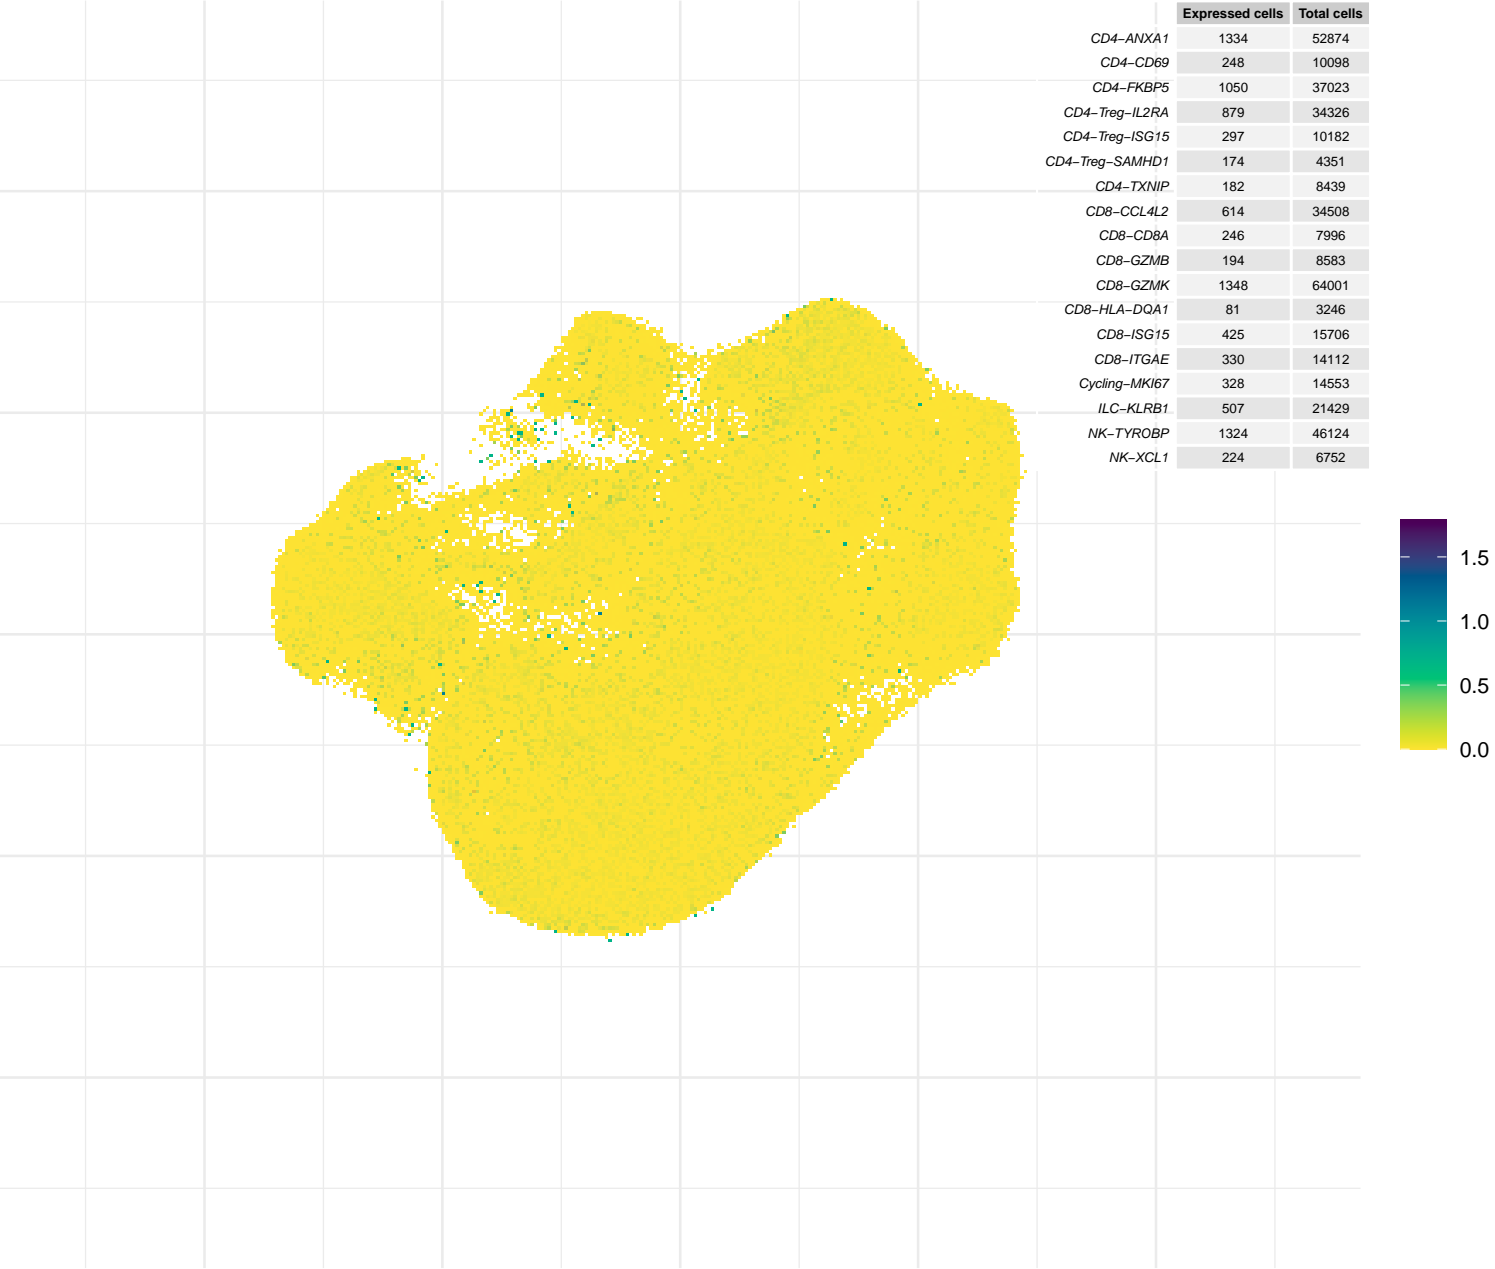 Expressed cells Total cells
CD4−ANXA1 1334 52874
CD4−CD69 248 10098
CD4−FKBP5 1050 37023
CD4−Treg−IL2RA 879 34326
CD4−Treg−ISG15 297 10182
CD4−Treg−SAMHD1 174 4351
CD4−TXNIP 182 8439
CD8−CCL4L2 614 34508
CD8−CD8A 246 7996
CD8−GZMB 194 8583
CD8−GZMK 1348 64001
CD8−HLA−DQA1 81 3246
CD8−ISG15 425 15706
CD8−ITGAE 330 14112
Cycling−MKI67 328 14553
ILC−KLRB1 507 21429
NK−TYROBP 1324 46124
NK−XCL1 224 6752
1.5
1.0
0.5
0.0